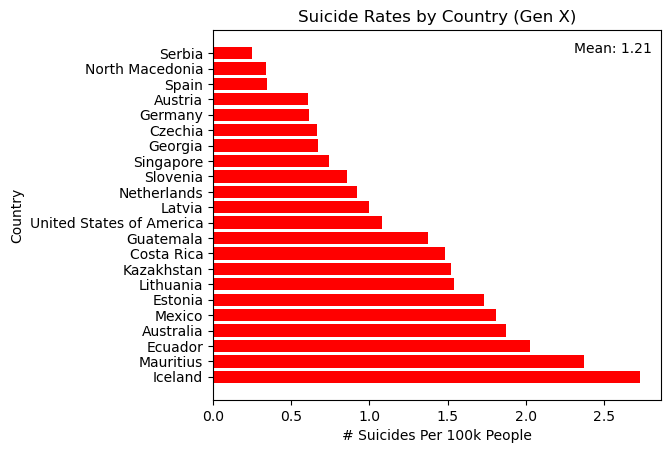 Suicide Rates by Country (Gen X)
Mean: 1.21
Country
Serbia
North Macedonia
Spain
Austria
Germany
Czechia
Georgia
Singapore
Slovenia
Netherlands
Latvia
United States of America
Guatemala
Costa Rica
Kazakhstan
Lithuania
Estonia
Mexico
Australia
Ecuador
Mauritius
Iceland
0.0 0.5 1.0 1.5 2.0 2.5
# Suicides Per 100k People